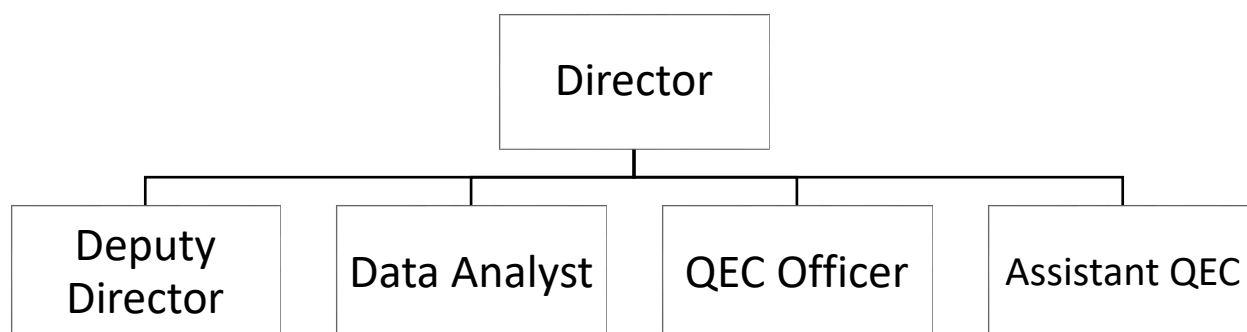 Director
Deputy
Director
Data Analyst
QEC Officer
Assistant QEC